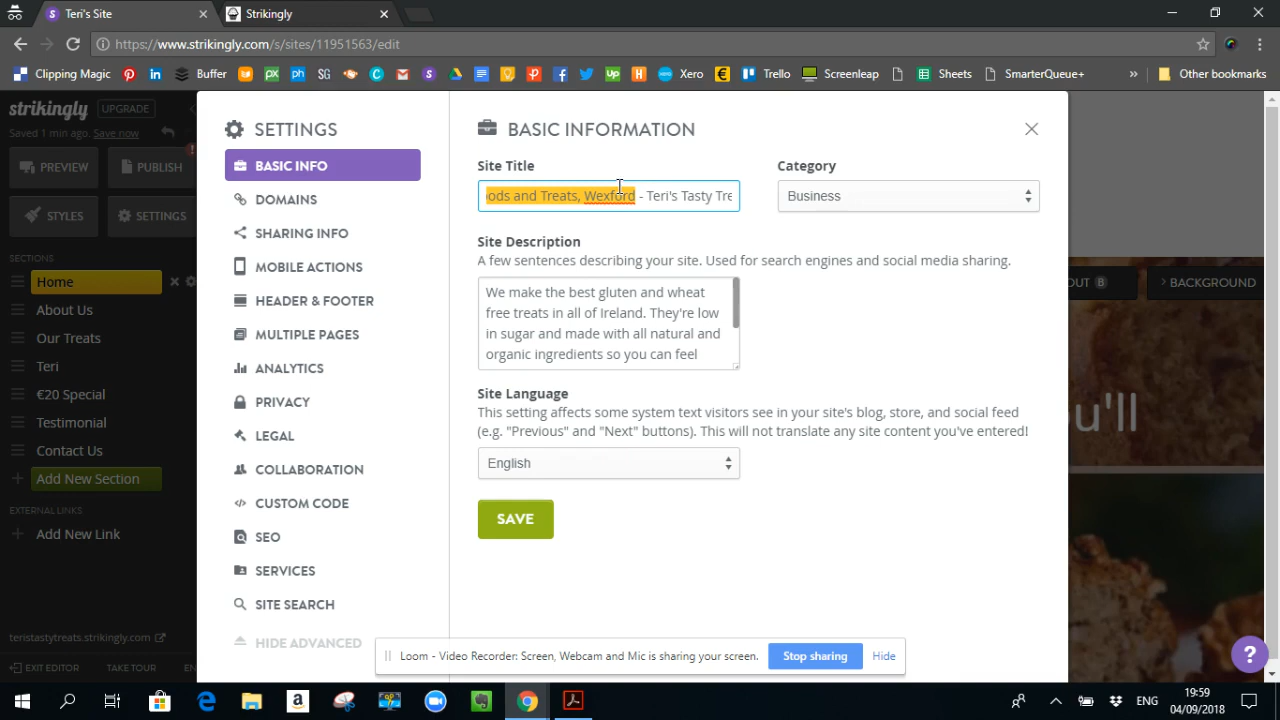 Teri's Site
Strikingly
https://www.strikingly.com/s/sites/11951563/edit
Clipping Magic
Buffer
Xero
Trello
Screenleap
Sheets
SmarterQueue+
»
Other bookmarks
strikingly
UPGRADE
Saved 1 min ago. Save now
PREVIEW
PUBLISH
STYLES
SETTINGS
SECTIONS
Home
About Us
Our Treats
Teri
€20 Special
Testimonial
Contact Us
Add New Section
EXTERNAL LINKS
Add New Link
teristastytreats.strikingly.com
EXIT EDITOR
TAKE TOUR
EN
SETTINGS
BASIC INFO
DOMAINS
SHARING INFO
MOBILE ACTIONS
HEADER & FOOTER
MULTIPLE PAGES
ANALYTICS
PRIVACY
LEGAL
COLLABORATION
CUSTOM CODE
SEO
SERVICES
SITE SEARCH
HIDE ADVANCED
BASIC INFORMATION
Site Title
Category
oods and Treats, Wexford - Teri's Tasty Tre
Business
Site Description
A few sentences describing your site. Used for search engines and social media sharing.
We make the best gluten and wheat
free treats in all of Ireland. They're low
in sugar and made with all natural and
organic ingredients so you can feel
Site Language
This setting affects some system text visitors see in your site's blog, store, and social feed
(e.g. "Previous" and "Next" buttons). This will not translate any site content you've entered!
English
SAVE
OUT B
BACKGROUND
ou'll
?
Loom - Video Recorder: Screen, Webcam and Mic is sharing your screen.
Stop sharing
Hide
ENG
19:59
04/09/2018